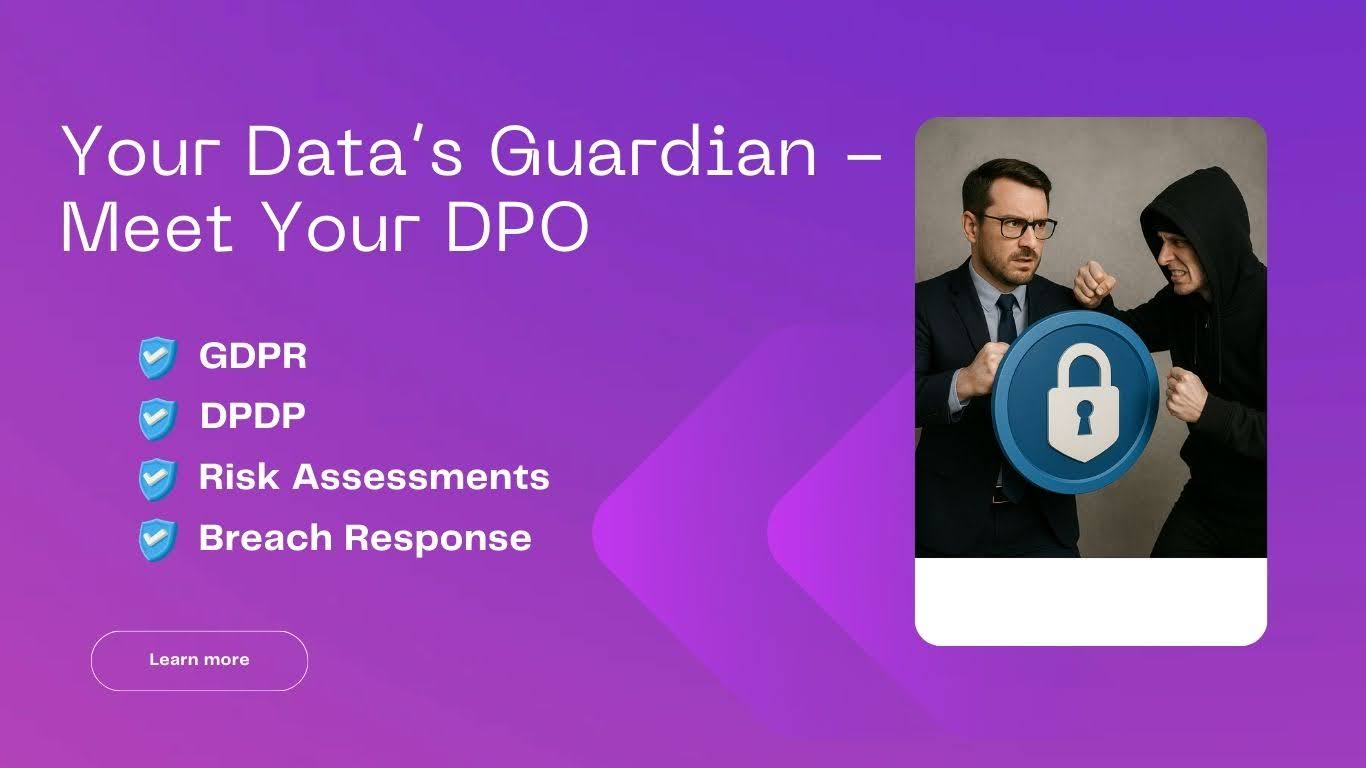 Your Data's Guardian –
Meet Your DPO
GDPR
DPDP
Risk Assessments
Breach Response
Learn more